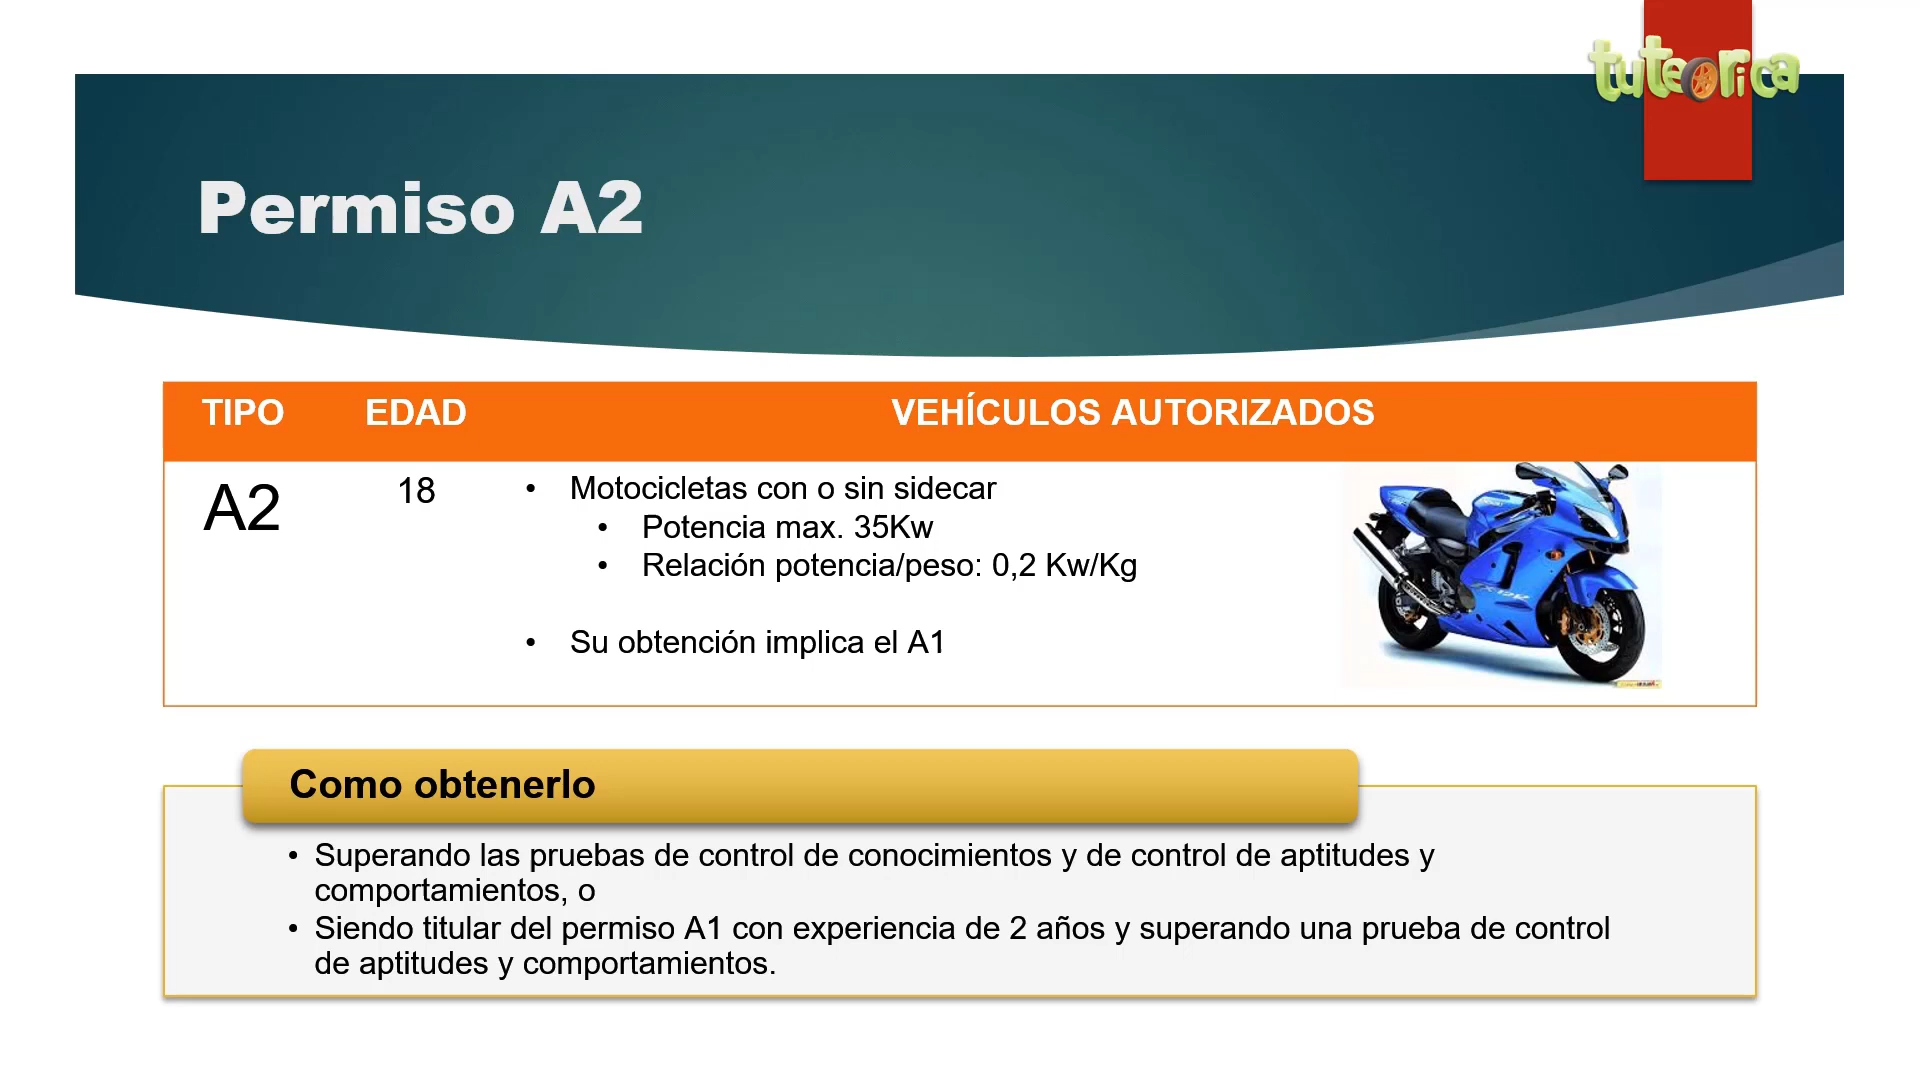 tuteorica
Permiso A2
TIPO EDAD VEHÍCULOS AUTORIZADOS
A2 18 • Motocicletas con o sin sidecar
• Potencia max. 35Kw
• Relación potencia/peso: 0,2 Kw/Kg
• Su obtención implica el A1
Como obtenerlo
• Superando las pruebas de control de conocimientos y de control de aptitudes y
comportamientos, o
• Siendo titular del permiso A1 con experiencia de 2 años y superando una prueba de control
de aptitudes y comportamientos.